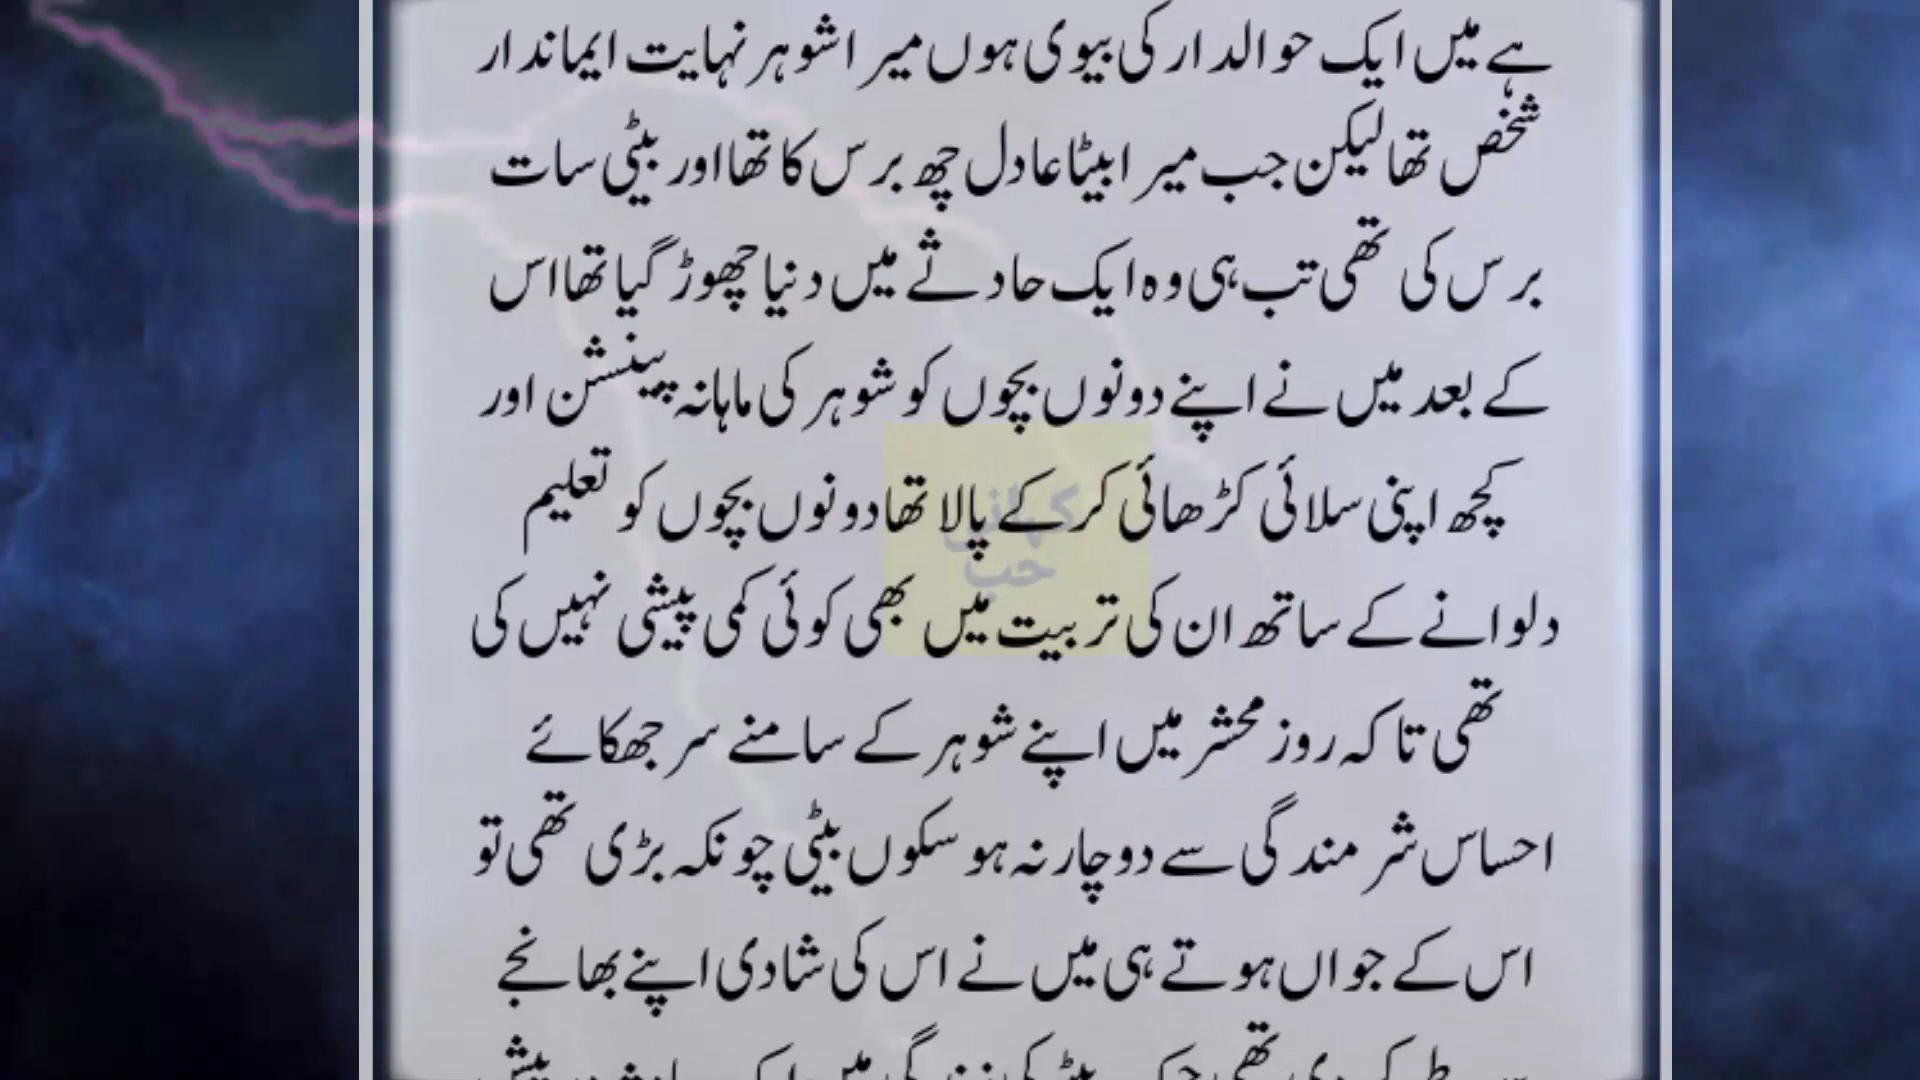 ہے میں ایک حوالدار کی بیوی ہوں میرا شوہر نہایت ایماندار
شخص تھا لیکن جب میرا بیٹا عادل چھ برس کا تھا اور بیٹی سات
برس کی تھی تب ہی وہ ایک حادثے میں دنیا چھوڑ گیا تھا اس
کے بعد میں نے اپنے دونوں بچوں کو شوہر کی ماہانہ پینشن اور
کچھ اپنی سلائی کڑھائی کر کے پالا تھا دونوں بچوں کو تعلیم
دلوانے کے ساتھ ان کی تربیت میں بھی کوئی کمی پیشی نہیں کی
تھی تا کہ روز محشر میں اپنے شوہر کے سامنے سر جھکائے
احساس شرمندگی سے دوچار نہ ہو سکوں بیٹی چونکہ بڑی تھی تو
اس کے جواں ہوتے ہی میں نے اس کی شادی اپنے بھانجے